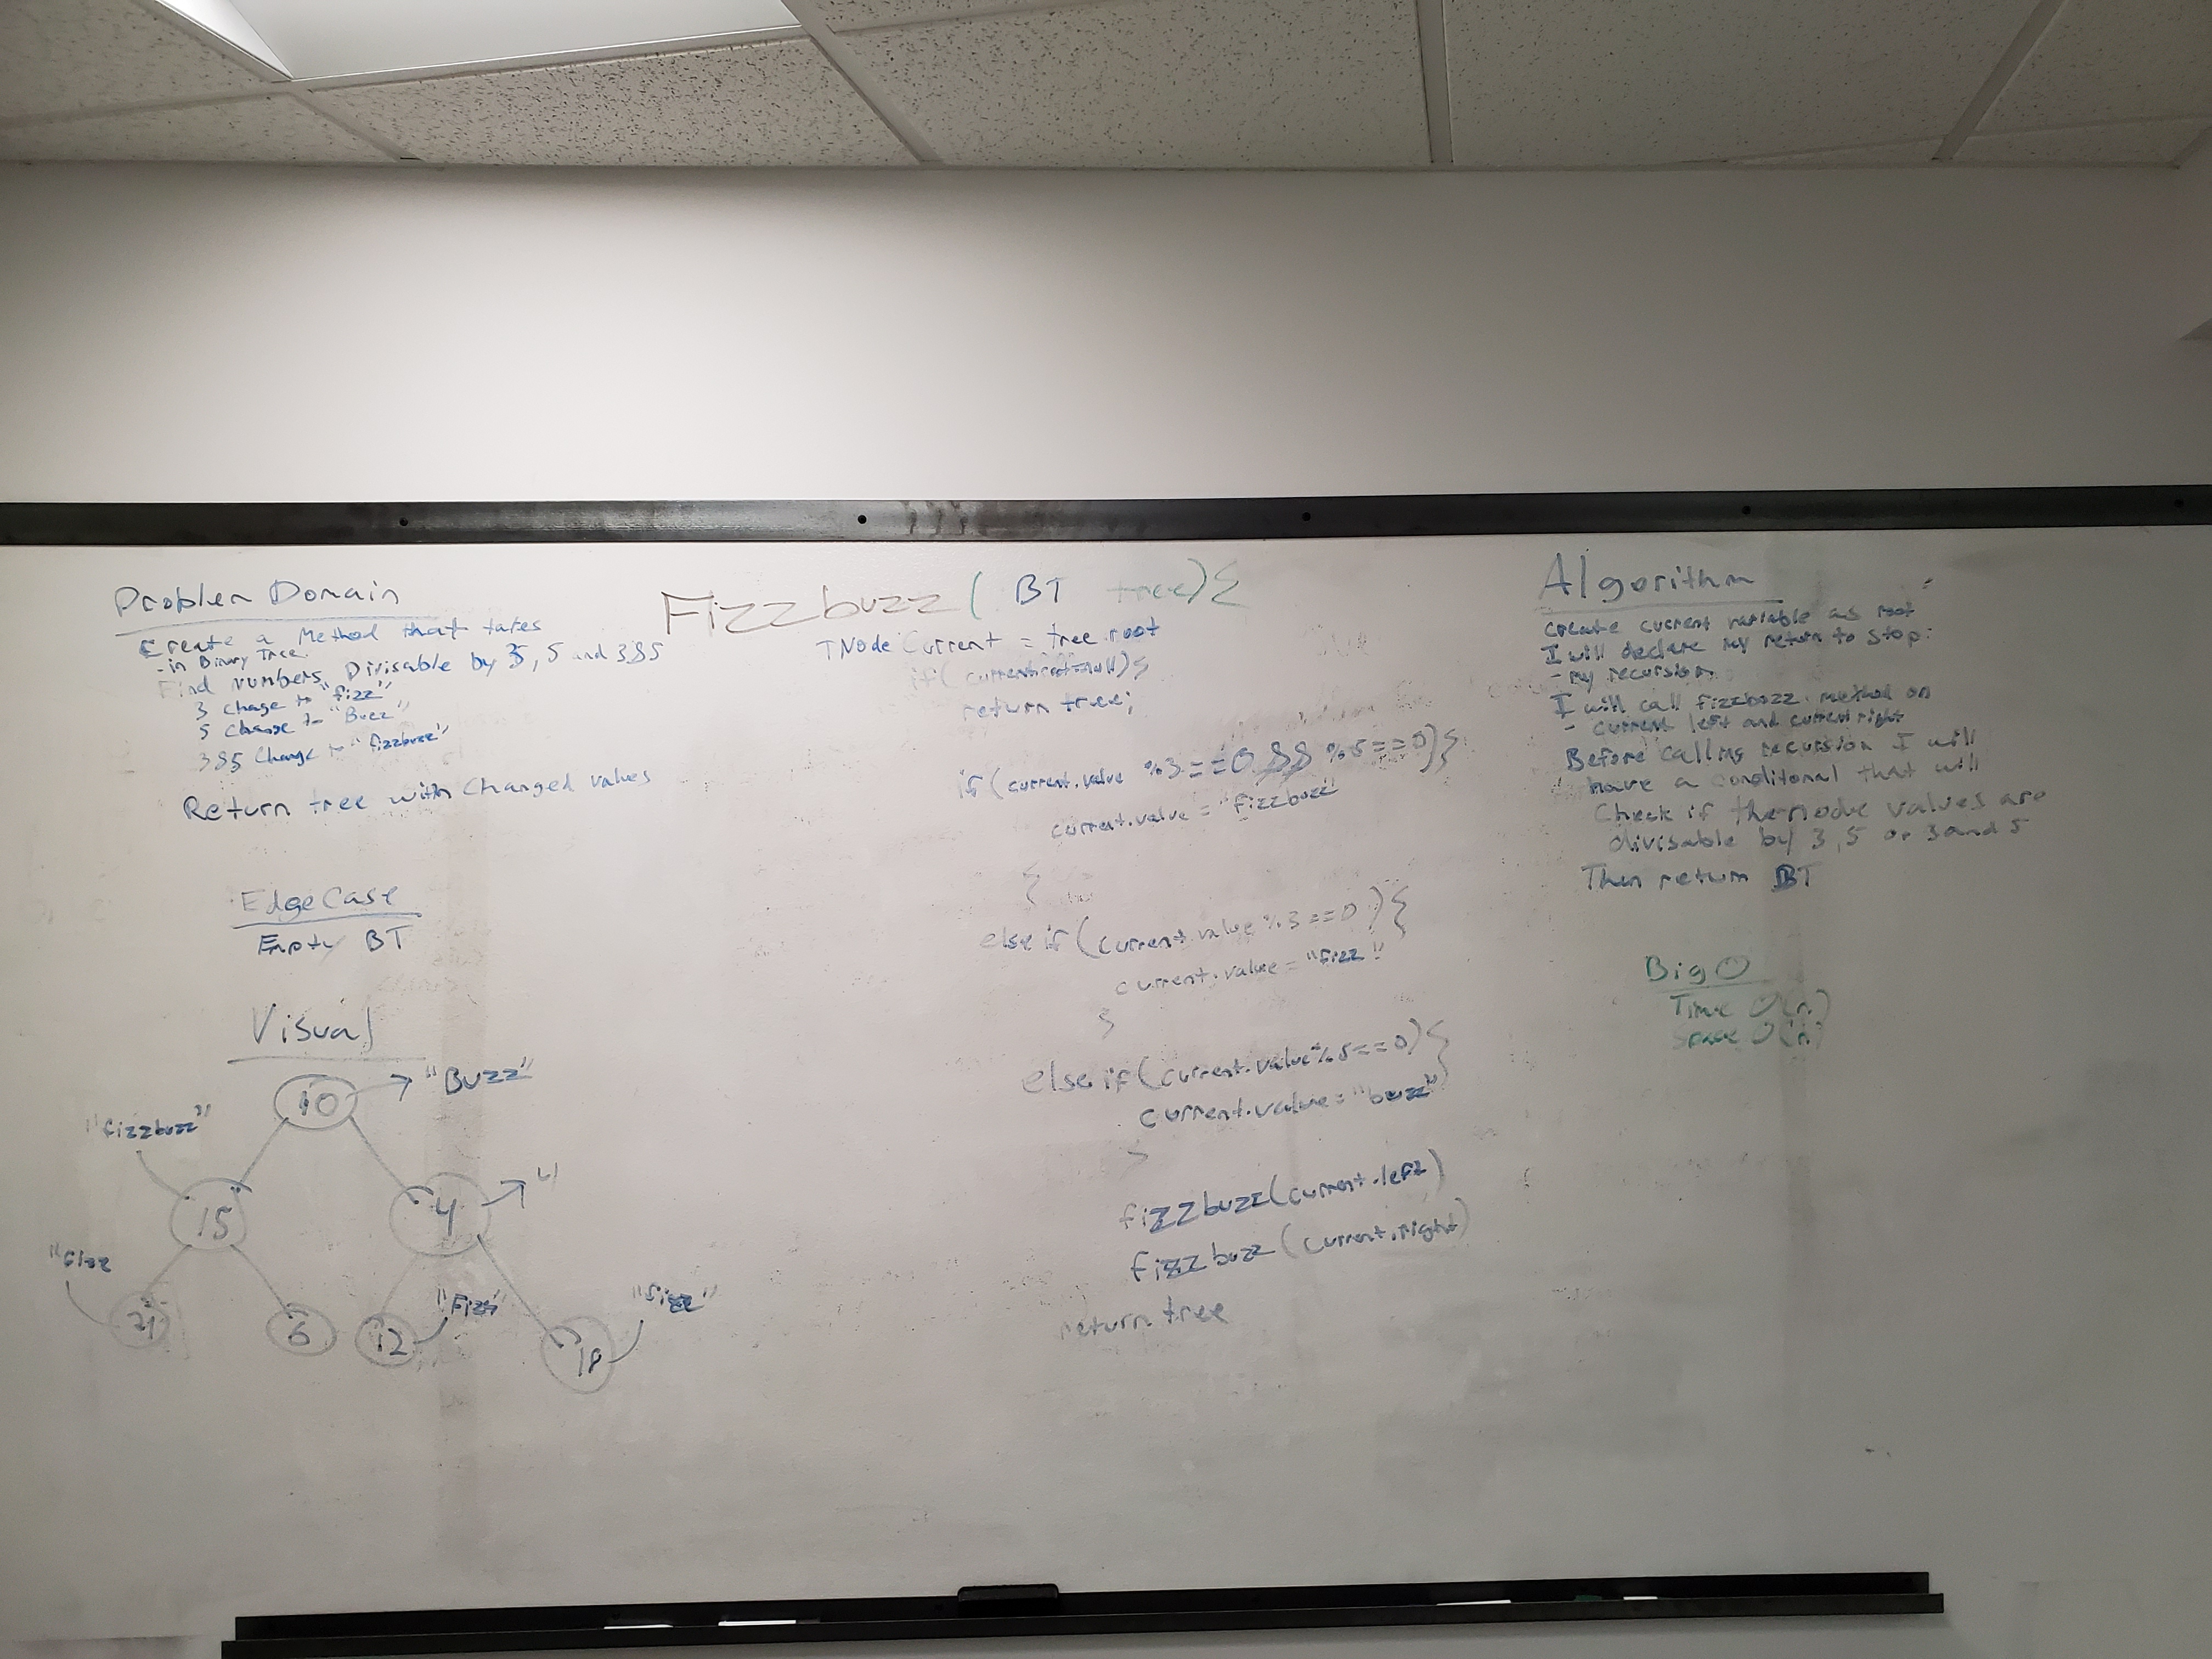 Problem Domain
Create a Method that takes
- in Binary Tree.
Find numbers Divisable by 3, 5 and 3&5
3 Change to "fizz"
5 Change to "Buzz"
3&5 Change to "fizzbuzz"
Return tree with Changed values
EdgeCase
Empty BT
Visual
10 "Buzz"
"fizzbuzz"
15 4 4
"fizz
6 12 "Fizz" 18 "fizz"
Fizzbuzz ( BT tree) {
TNode Current = tree.root
return tree;
if (current.value %3 == 0 && %5 == 0) {
current.value = "fizzbuzz"
}
else if (current.value %3 == 0) {
current.value = "fizz"
}
else if (current.value % 5 == 0) {
current.value = "buzz"
}
fizzbuzz(current.left)
fizzbuzz(current.right)
return tree
Algorithm
Create current variable as root
I will declare my return to stop
- my recursion
I will call fizzbuzz method on
- current left and current right
Before calling recursion I will
have a conditonal that will
Check if the node values are
divisable by 3, 5 or 3 and 5
Then return BT
Big O
Time O(n)
Space O(n)